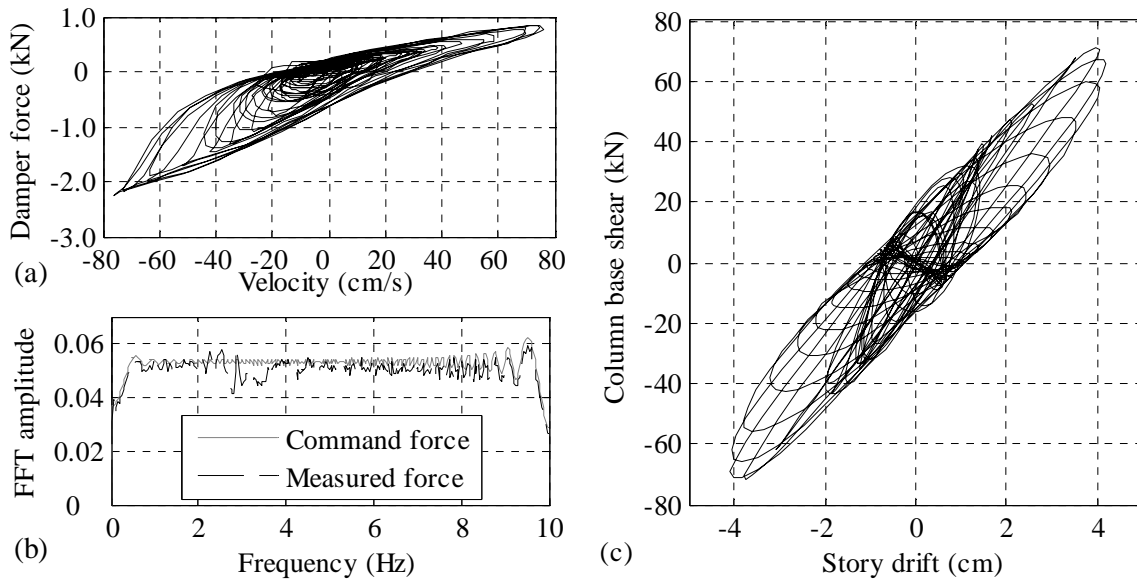 Damper force (kN)
1.0
0
-1.0
-2.0
-3.0
-80 -60 -40 -20 0 20 40 60 80
Velocity (cm/s)
(a)
FFT amplitude
0.06
0.04
0.02
0
Command force
Measured force
0 2 4 6 8 10
Frequency (Hz)
(b)
Column base shear (kN)
80
60
40
20
0
-20
-40
-60
80
-4 -2 0 2 4
Story drift (cm)
(c)